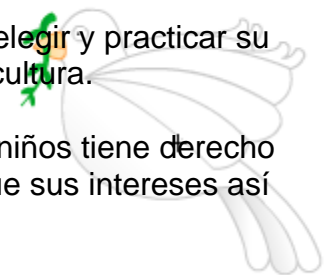 elegir y practicar su
cultura.
niños tiene derecho
ue sus intereses así